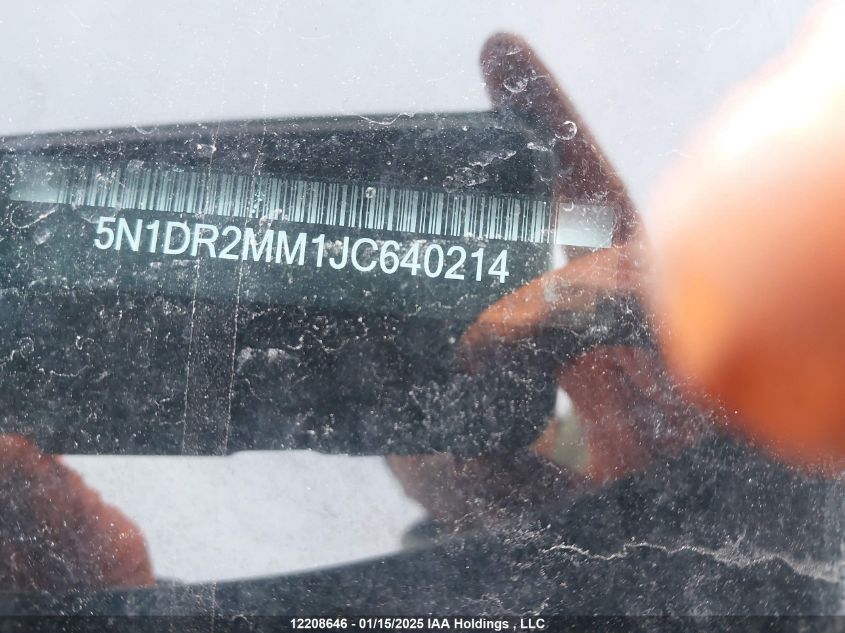 5N1DR2MM1JC640214
12208646 - 01/15/2025 IAA Holdings , LLC